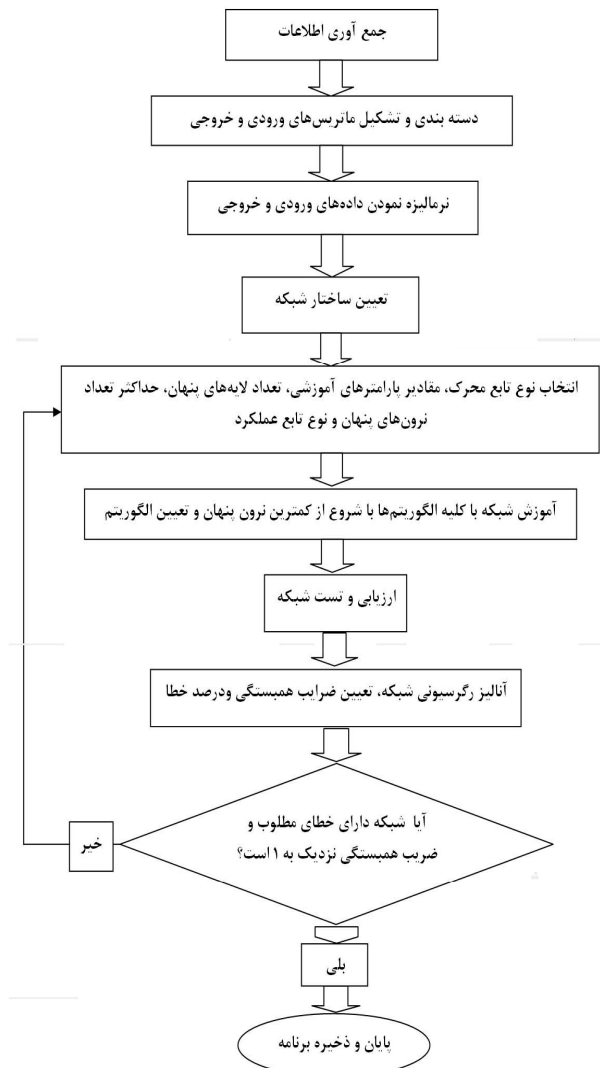 جمع آوری اطلاعات
دسته بندی و تشکیل ماتریس‌های ورودی و خروجی
نرمالیزه نمودن داده‌های ورودی و خروجی
تعیین ساختار شبکه
انتخاب نوع تابع محرک، مقادیر پارامترهای آموزشی، تعداد لایه‌های پنهان، حداکثر تعداد
نرون‌های پنهان و نوع تابع عملکرد
آموزش شبکه با کلیه الگوریتم‌ها با شروع از کمترین نرون پنهان و تعیین الگوریتم
ارزیابی و تست شبکه
آنالیز رگرسیونی شبکه، تعیین ضرایب همبستگی ودرصد خطا
آیا شبکه دارای خطای مطلوب و
ضریب همبستگی نزدیک به ۱ است؟
خیر
بلی
پایان و ذخیره برنامه